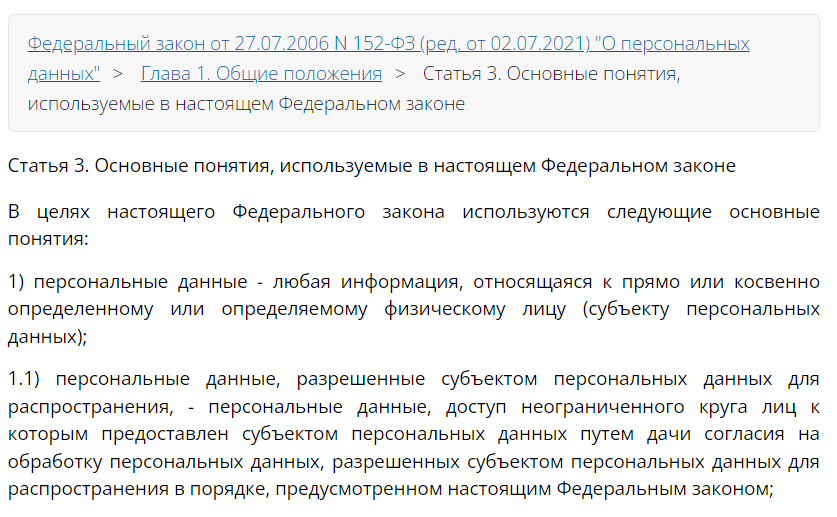 Федеральный закон от 27.07.2006 N 152-ФЗ (ред. от 02.07.2021) "О персональных
данных" > Глава 1. Общие положения > Статья 3. Основные понятия,
используемые в настоящем Федеральном законе
Статья 3. Основные понятия, используемые в настоящем Федеральном законе
В целях настоящего Федерального закона используются следующие основные
понятия:
1) персональные данные - любая информация, относящаяся к прямо или косвенно
определенному или определяемому физическому лицу (субъекту персональных
данных);
1.1) персональные данные, разрешенные субъектом персональных данных для
распространения, - персональные данные, доступ неограниченного круга лиц к
которым предоставлен субъектом персональных данных путем дачи согласия на
обработку персональных данных, разрешенных субъектом персональных данных для
распространения в порядке, предусмотренном настоящим Федеральным законом;